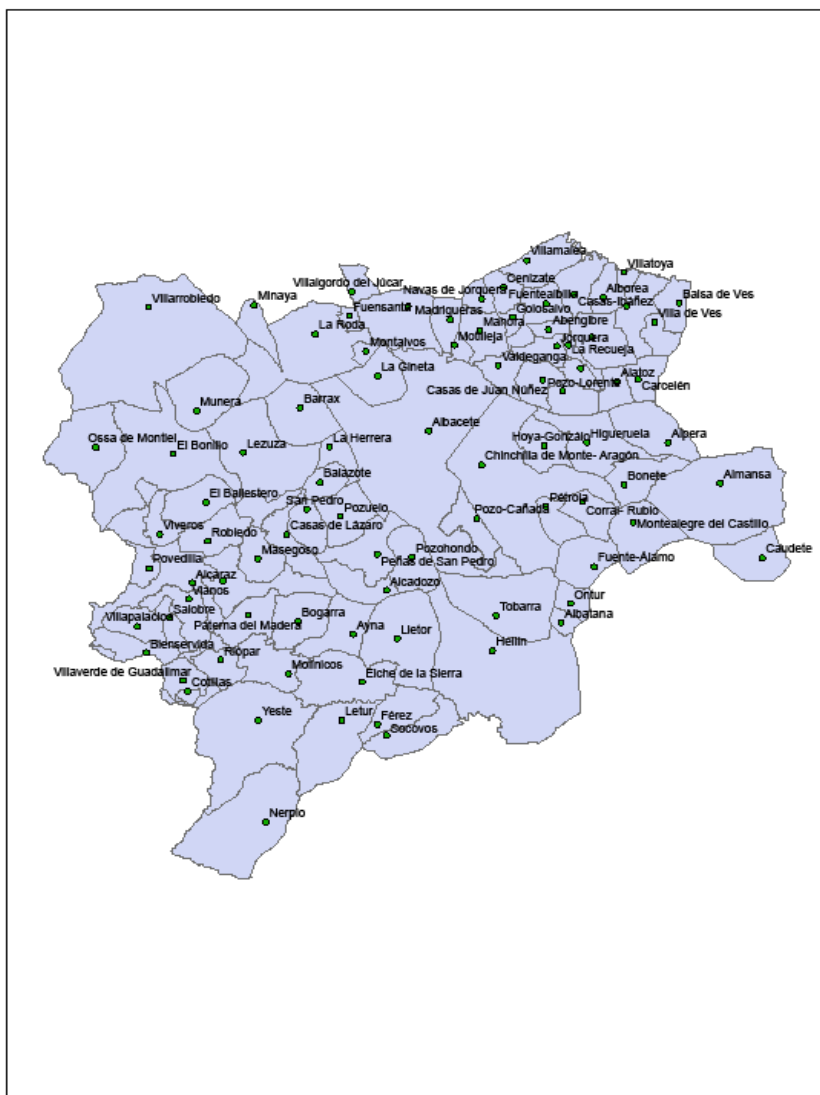 Villamalea
Villatoya
Villalgordo del Júcar
Navas de Jorquera
Cenizate
Villarrobledo
Minaya
Fuensanta
Madrigueras
Fuentealbilla
Alborea
Casas-Ibáñez
Balsa de Ves
La Roda
Golosalvo
Villa de Ves
Mahora
Abengibre
Montalvos
Motilleja
Jorquera
La Recueja
La Gineta
Valdeganga
Alatoz
Casas de Juan Núñez
Pozo-Lorente
Carcelén
Munera
Barrax
Albacete
Ossa de Montiel
El Bonillo
Lezuza
La Herrera
Hoya-Gonzalo
Higueruela
Alpera
Chinchilla de Monte- Aragón
Balazote
Bonete
Almansa
El Ballestero
San Pedro
Pozuelo
Pozo-Cañada
Pétrola
Corral- Rubio
Viveros
Robledo
Casas de Lázaro
Montealegre del Castillo
Povedilla
Masegoso
Pozohondo
Peñas de San Pedro
Fuente-Álamo
Caudete
Alcaraz
Vianos
Alcadozo
Ontur
Villapalacios
Salobre
Paterna del Madera
Bogarra
Ayna
Lietor
Tobarra
Albatana
Bienservida
Riópar
Hellín
Villaverde de Guadalimar
Cotillas
Molinicos
Elche de la Sierra
Yeste
Letur
Férez
Socovos
Nerpio